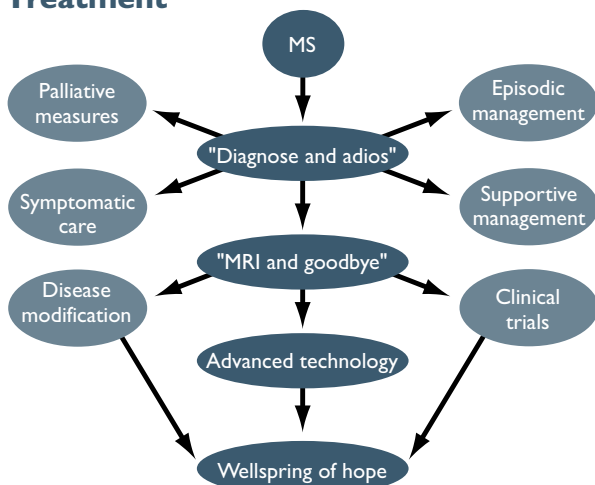 Treatment
MS
Palliative
measures
Episodic
management
"Diagnose and adios"
Symptomatic
care
Supportive
management
"MRI and goodbye"
Disease
modification
Clinical
trials
Advanced technology
Wellspring of hope